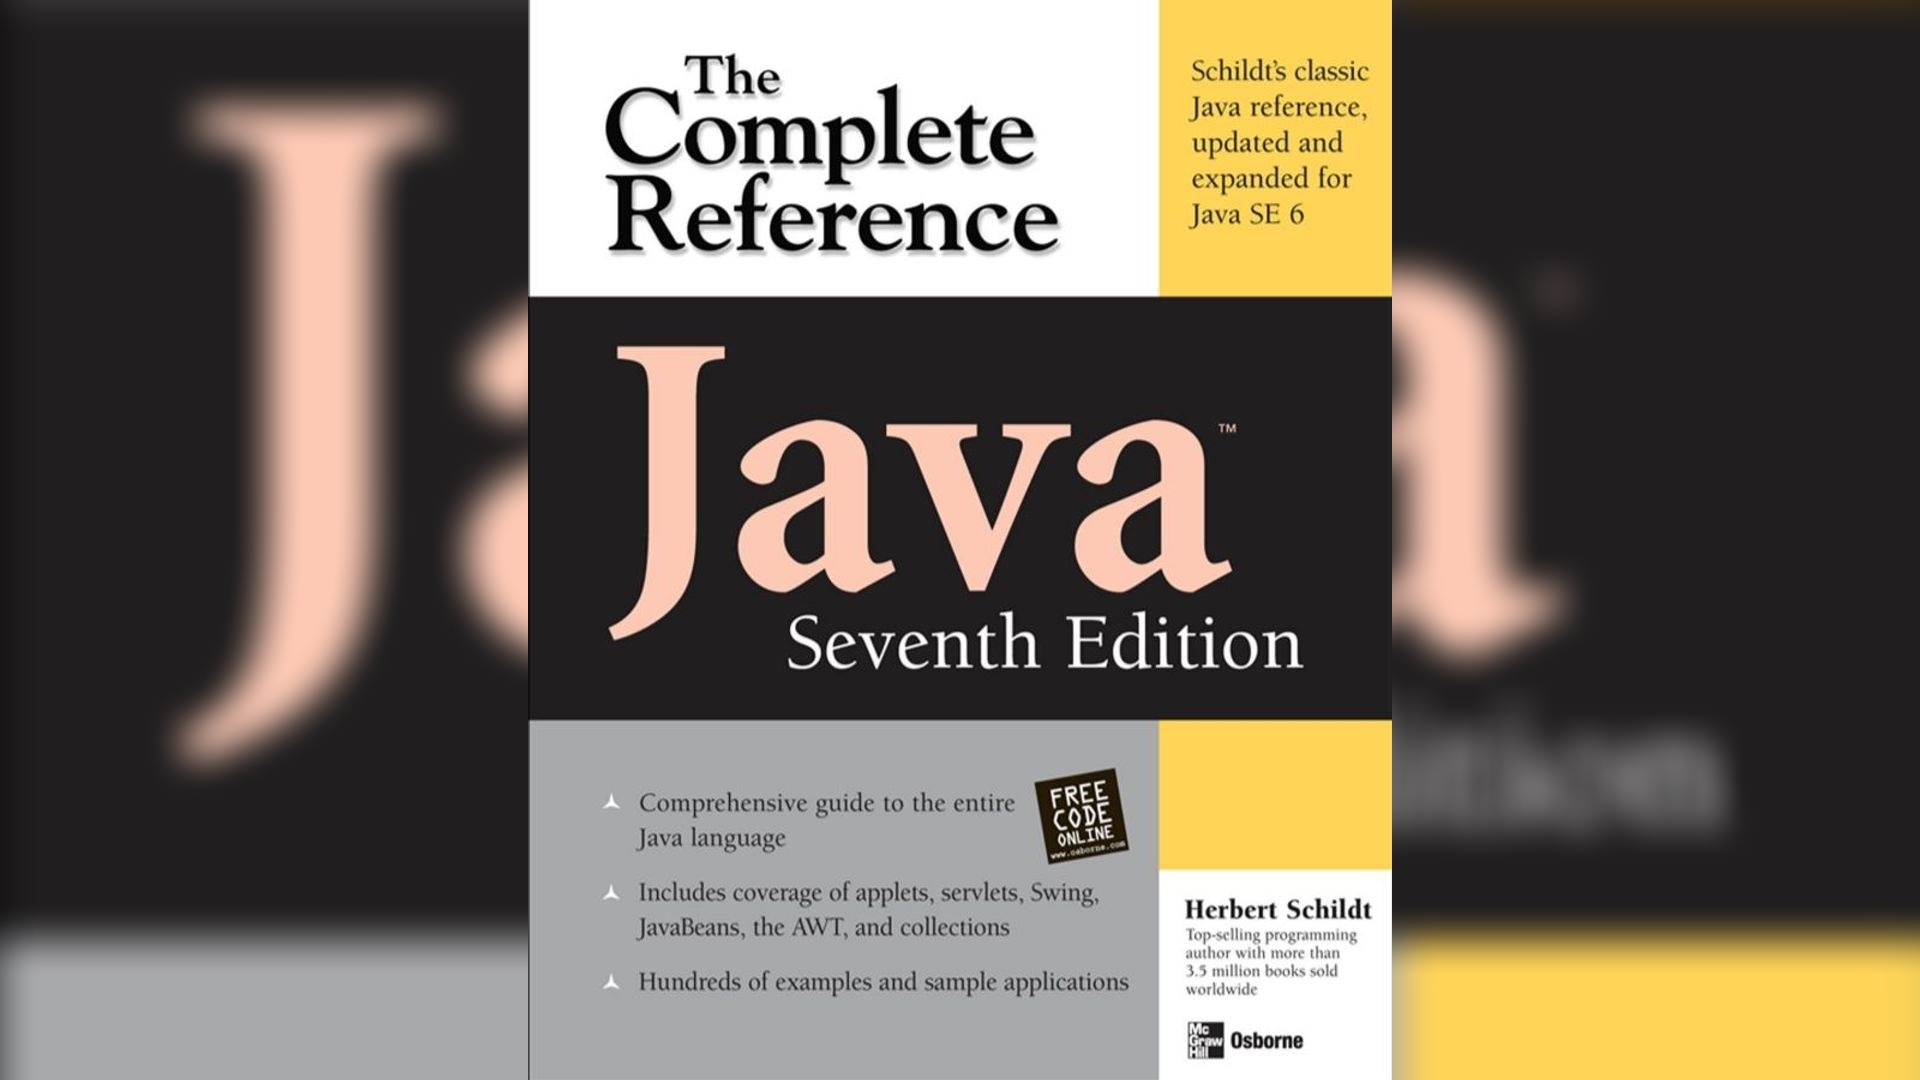 The
Complete
Reference
Schildt's classic
Java reference,
updated and
expanded for
Java SE 6
Java™
Seventh Edition
Comprehensive guide to the entire
Java language
Includes coverage of applets, servlets, Swing,
JavaBeans, the AWT, and collections
Hundreds of examples and sample applications
FREE
CODE
ONLINE
www.osborne.com
Herbert Schildt
Top-selling programming
author with more than
3.5 million books sold
worldwide
Mc
Graw
Hill
Osborne